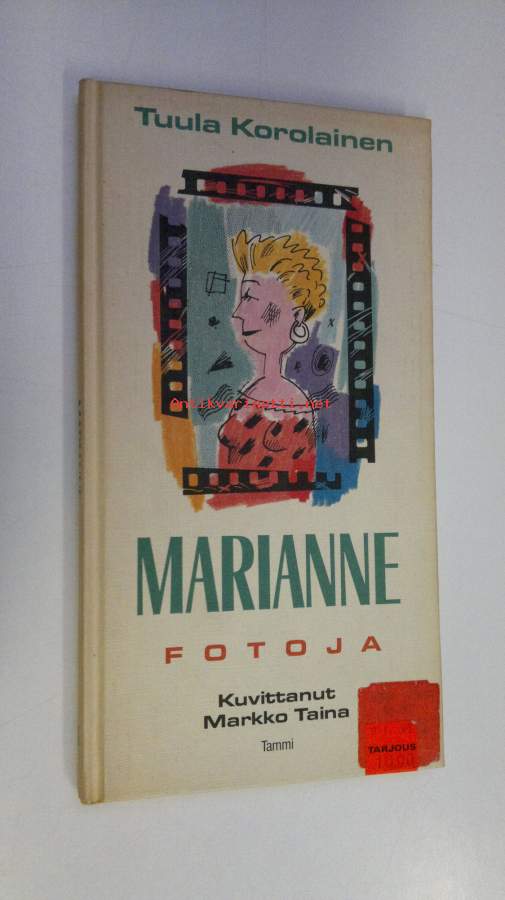 Tuula Korolainen
Antikvariaatti.net
MARIANNE
FOTOJA
Kuvittanut
Markko Taina
Tammi
TARJOUS